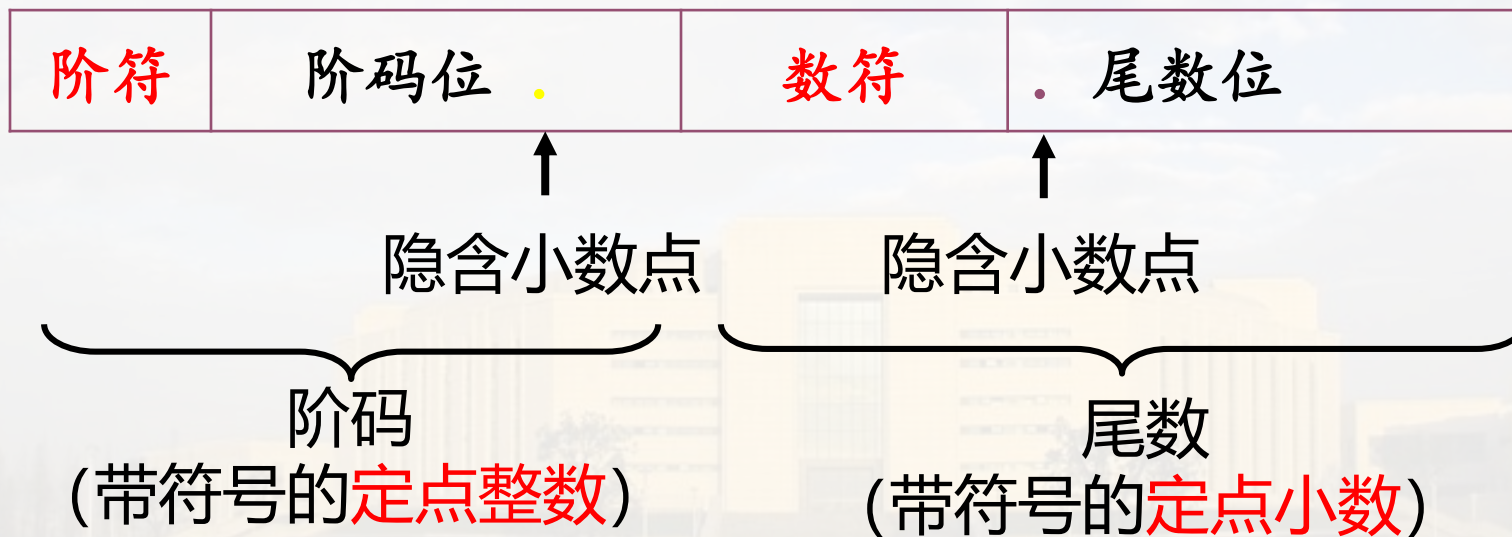 阶符 阶码位 . 数符 . 尾数位
隐含小数点 隐含小数点
阶码 尾数
(带符号的定点整数) (带符号的定点小数)